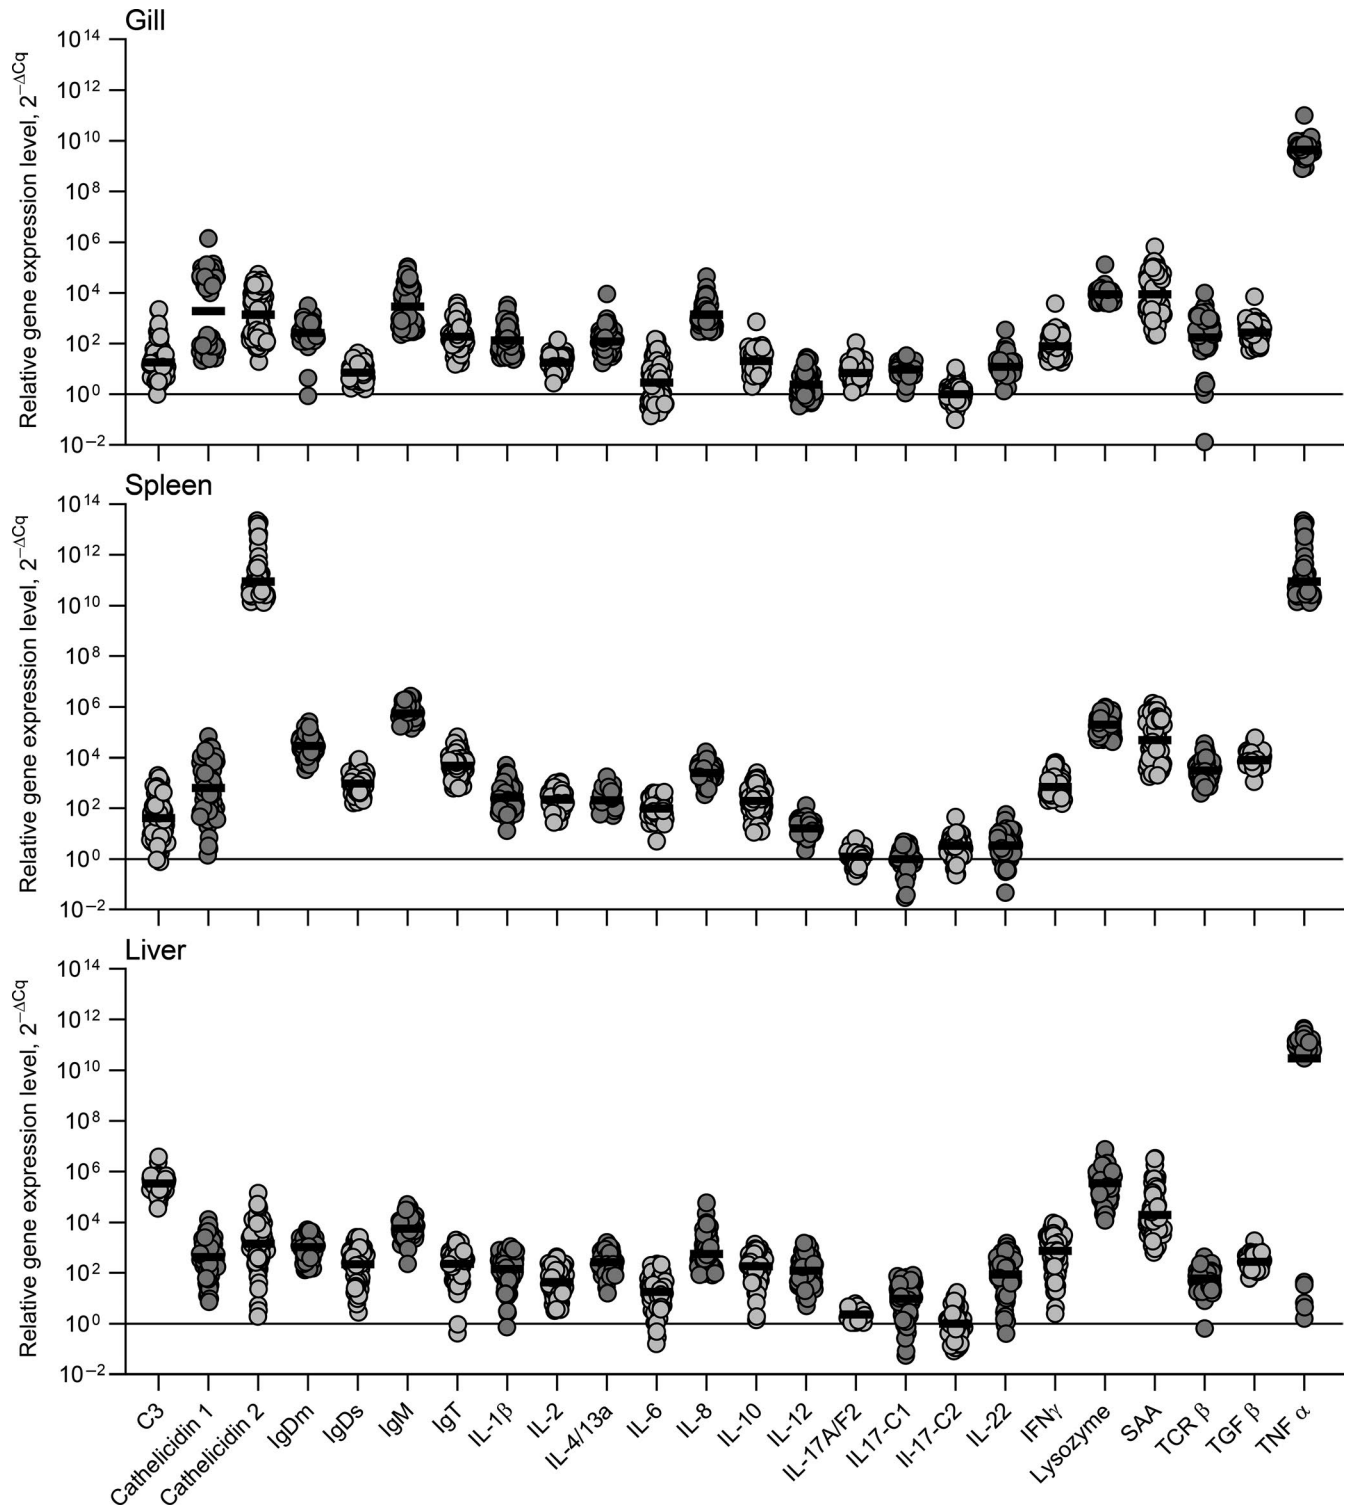 Gill
Relative gene expression level, 2^−ΔCq
10^14
10^12
10^10
10^8
10^6
10^4
10^2
10^0
10^−2
Spleen
Relative gene expression level, 2^−ΔCq
10^14
10^12
10^10
10^8
10^6
10^4
10^2
10^0
10^−2
Liver
Relative gene expression level, 2^−ΔCq
10^14
10^12
10^10
10^8
10^6
10^4
10^2
10^0
10^−2
C3
Cathelicidin 1
Cathelicidin 2
IgDm
IgDs
IgM
IgT
IL-1β
IL-2
IL-4/13a
IL-6
IL-8
IL-10
IL-12
IL-17A/F2
IL17-C1
Il-17-C2
IL-22
IFNγ
Lysozyme
SAA
TCR β
TGF β
TNF α